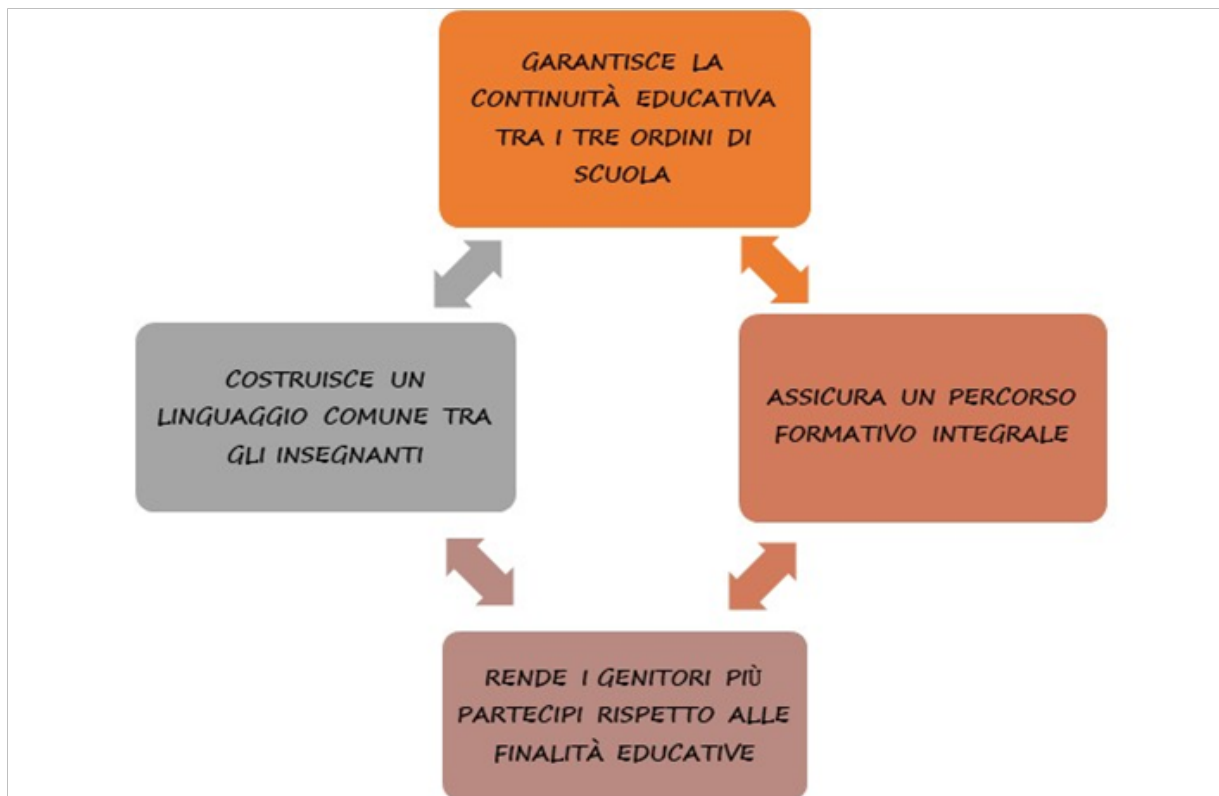 GARANTISCE LA
CONTINUITÀ EDUCATIVA
TRA I TRE ORDINI DI
SCUOLA
COSTRUISCE UN
LINGUAGGIO COMUNE TRA
GLI INSEGNANTI
ASSICURA UN PERCORSO
FORMATIVO INTEGRALE
RENDE I GENITORI PIÙ
PARTECIPI RISPETTO ALLE
FINALITÀ EDUCATIVE